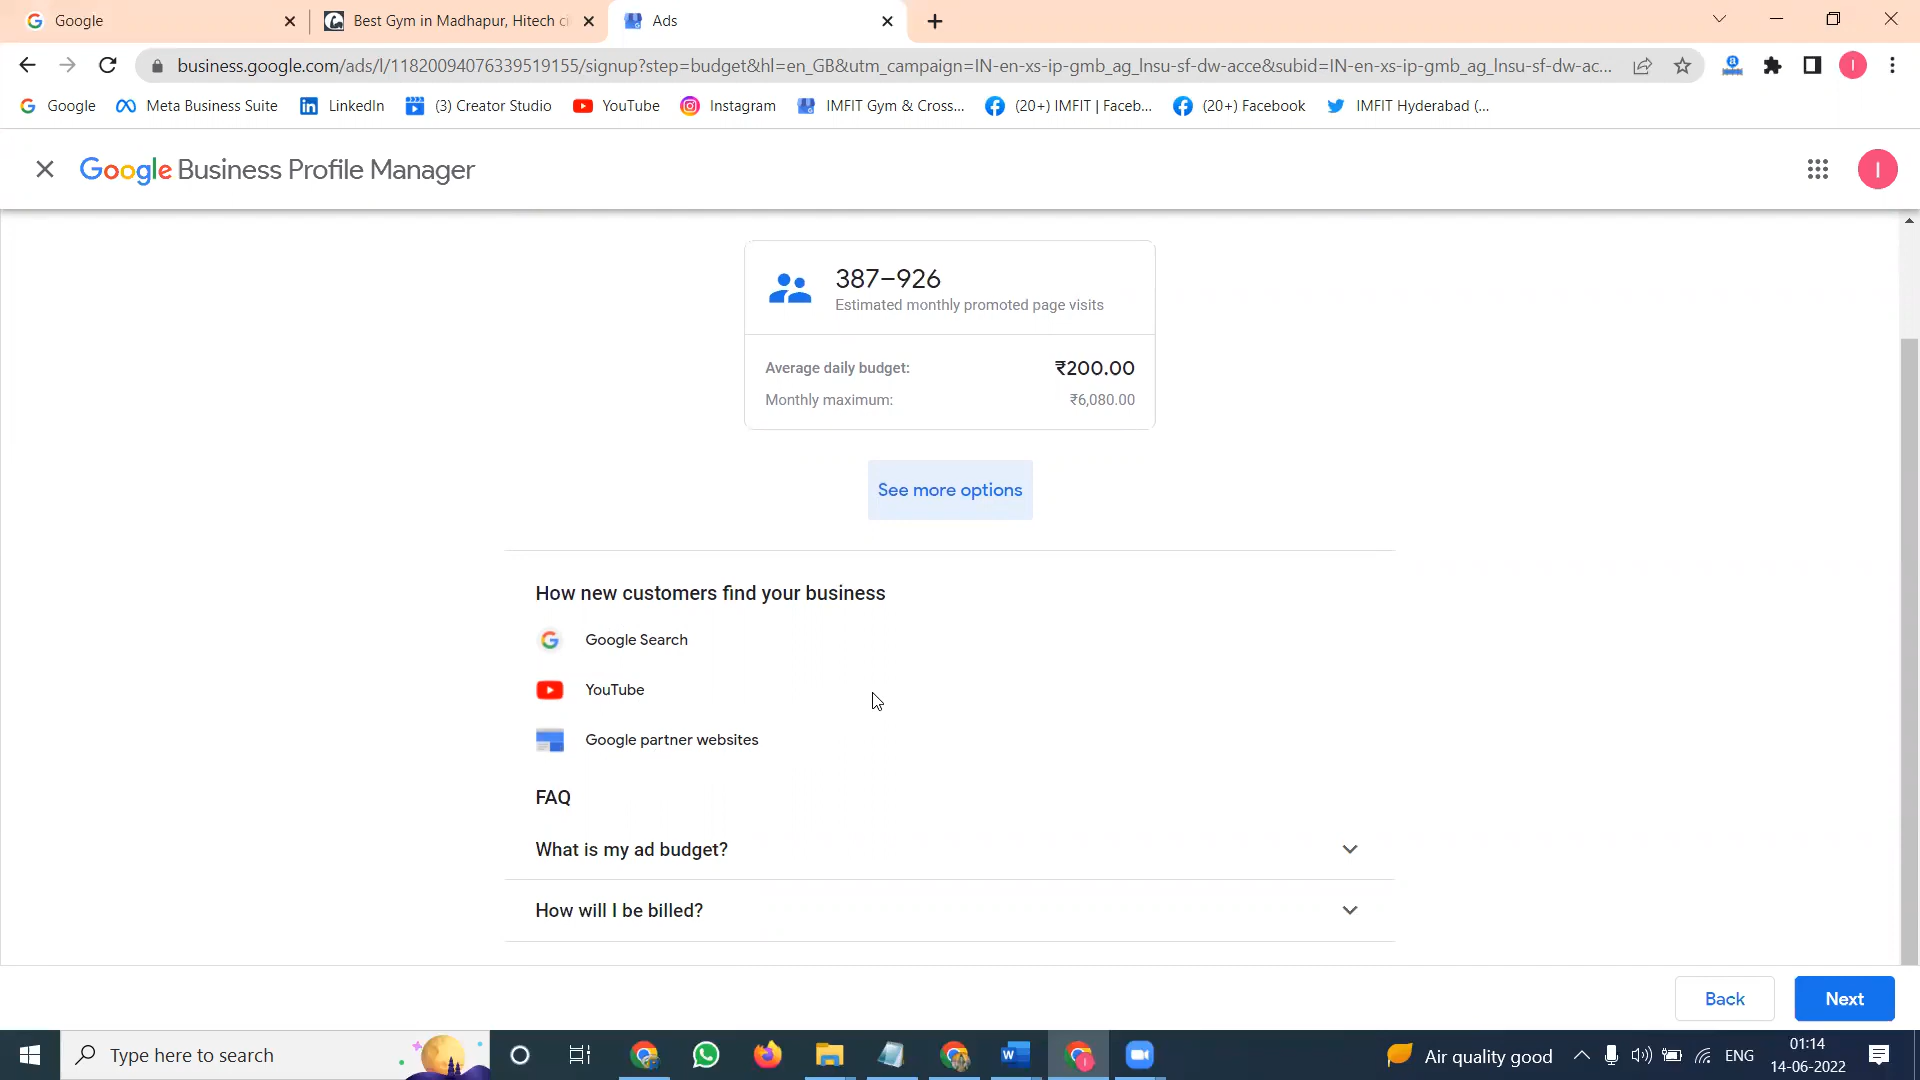 Google
Best Gym in Madhapur, Hitech ci
Ads
business.google.com/ads/l/11820094076339519155/signup?step=budget&hl=en_GB&utm_campaign=IN-en-xs-ip-gmb_ag_lnsu-sf-dw-acce&subid=IN-en-xs-ip-gmb_ag_lnsu-sf-dw-ac...
Google
Meta Business Suite
LinkedIn
(3) Creator Studio
YouTube
Instagram
IMFIT Gym & Cross...
(20+) IMFIT | Faceb...
(20+) Facebook
IMFIT Hyderabad (...
Google Business Profile Manager
I
387–926
Estimated monthly promoted page visits
Average daily budget: ₹200.00
Monthly maximum: ₹6,080.00
See more options
How new customers find your business
Google Search
YouTube
Google partner websites
FAQ
What is my ad budget?
How will I be billed?
Back
Next
Type here to search
Air quality good
ENG
01:14
14-06-2022